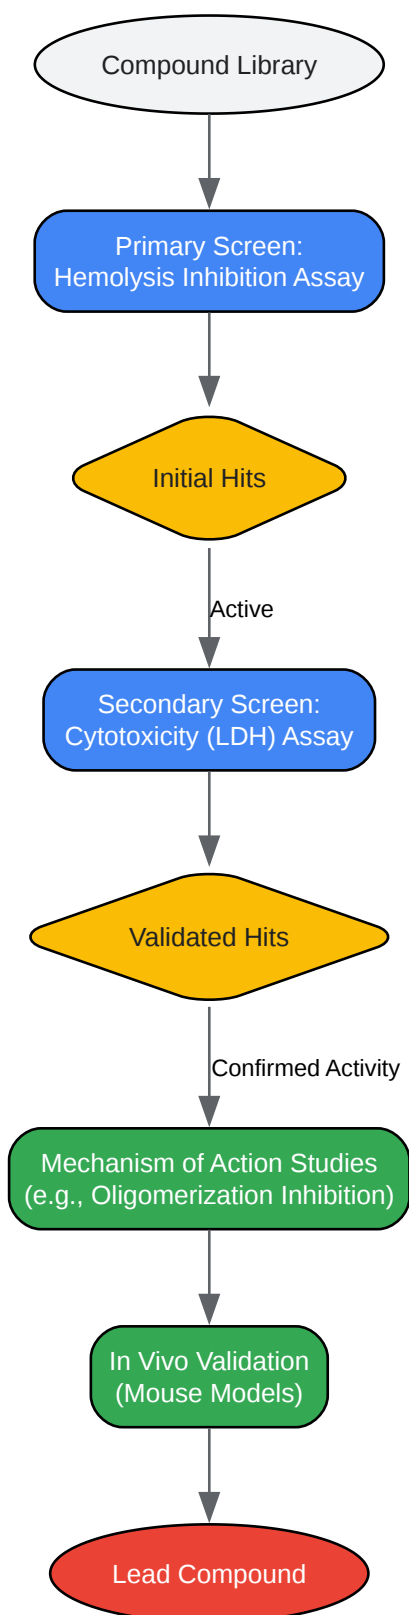 Compound Library
Primary Screen:
Hemolysis Inhibition Assay
Initial Hits
Active
Secondary Screen:
Cytotoxicity (LDH) Assay
Validated Hits
Confirmed Activity
Mechanism of Action Studies
(e.g., Oligomerization Inhibition)
In Vivo Validation
(Mouse Models)
Lead Compound